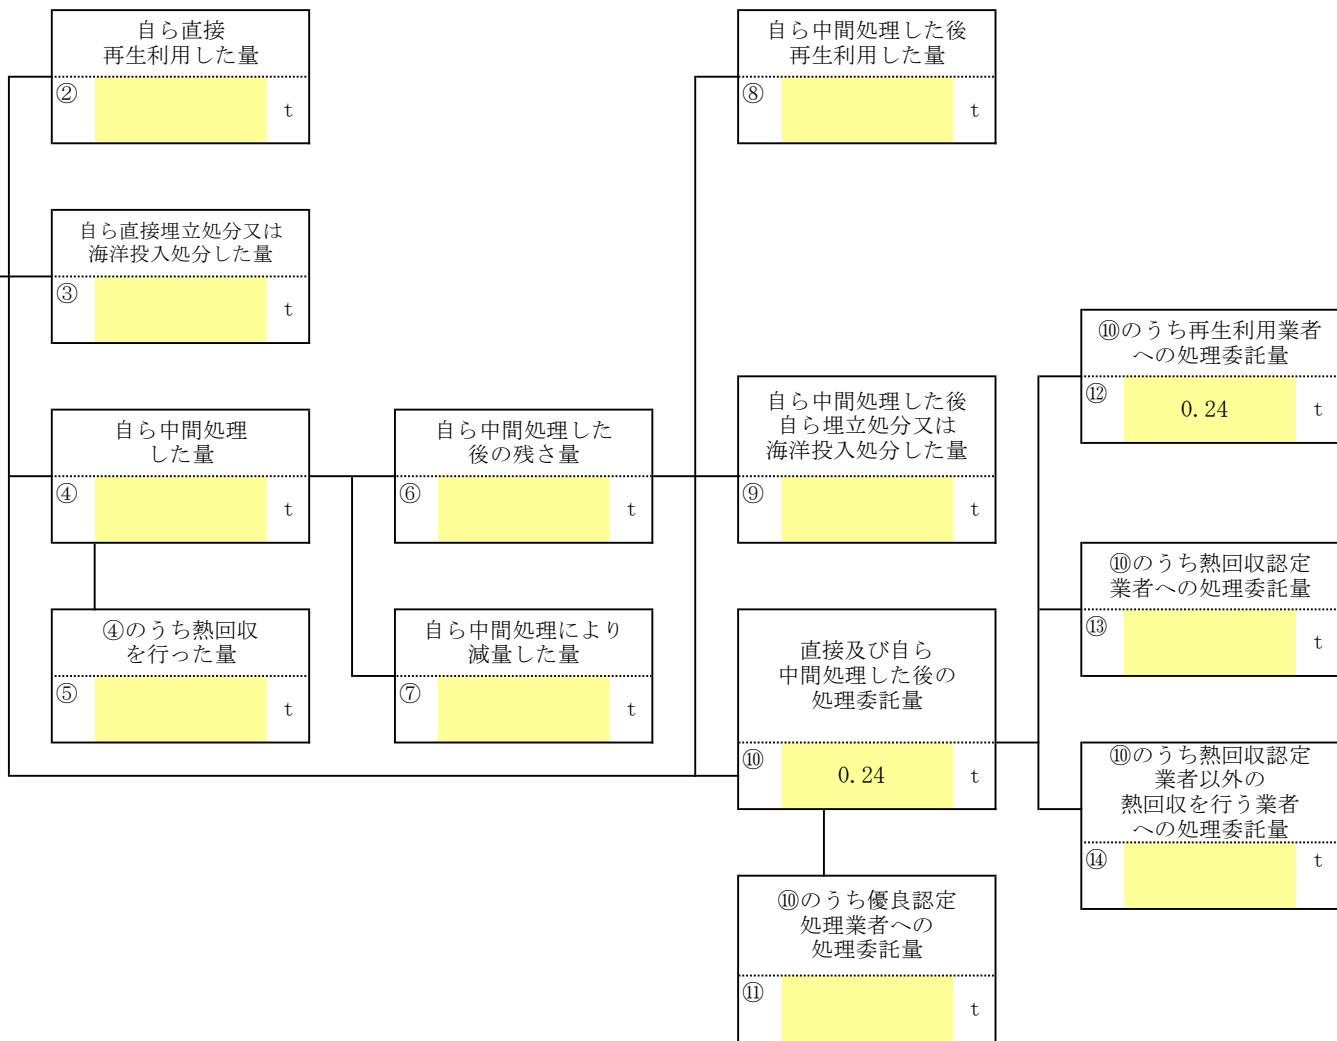 自ら直接
再生利用した量
②
t
自ら中間処理した後
再生利用した量
⑧
t
自ら直接埋立処分又は
海洋投入処分した量
③
t
⑩のうち再生利用業者
への処理委託量
⑫
0.24
t
自ら中間処理
した量
④
t
自ら中間処理した
後の残さ量
⑥
t
自ら中間処理した後
自ら埋立処分又は
海洋投入処分した量
⑨
t
⑩のうち熱回収認定
業者への処理委託量
⑬
t
④のうち熱回収
を行った量
⑤
t
自ら中間処理により
減量した量
⑦
t
直接及び自ら
中間処理した後の
処理委託量
⑩
0.24
t
⑩のうち熱回収認定
業者以外の
熱回収を行う業者
への処理委託量
⑭
t
⑩のうち優良認定
処理業者への
処理委託量
⑪
t